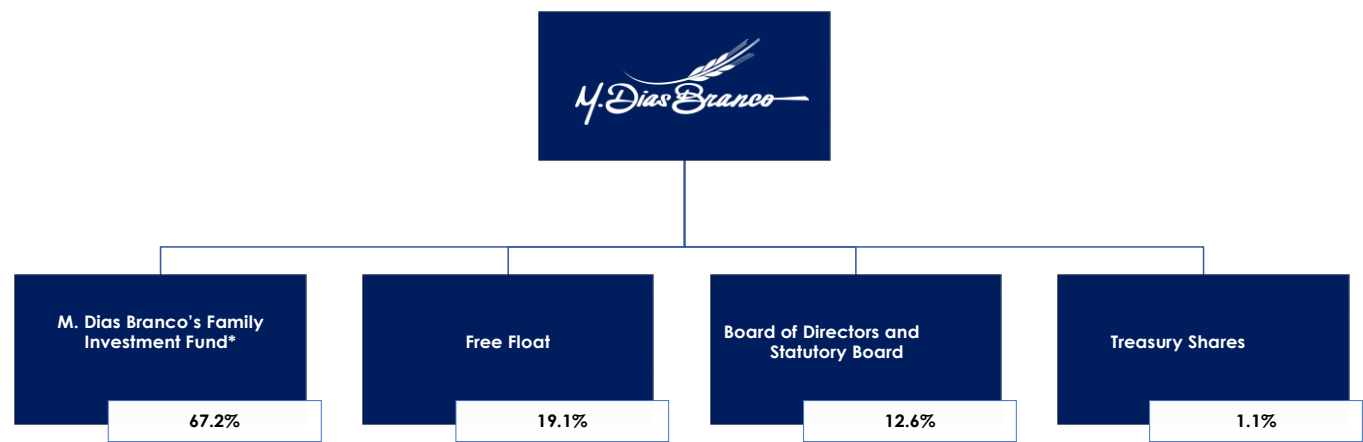 M. Dias Branco
M. Dias Branco’s Family
Investment Fund*
67.2%
Free Float
19.1%
Board of Directors and
Statutory Board
12.6%
Treasury Shares
1.1%